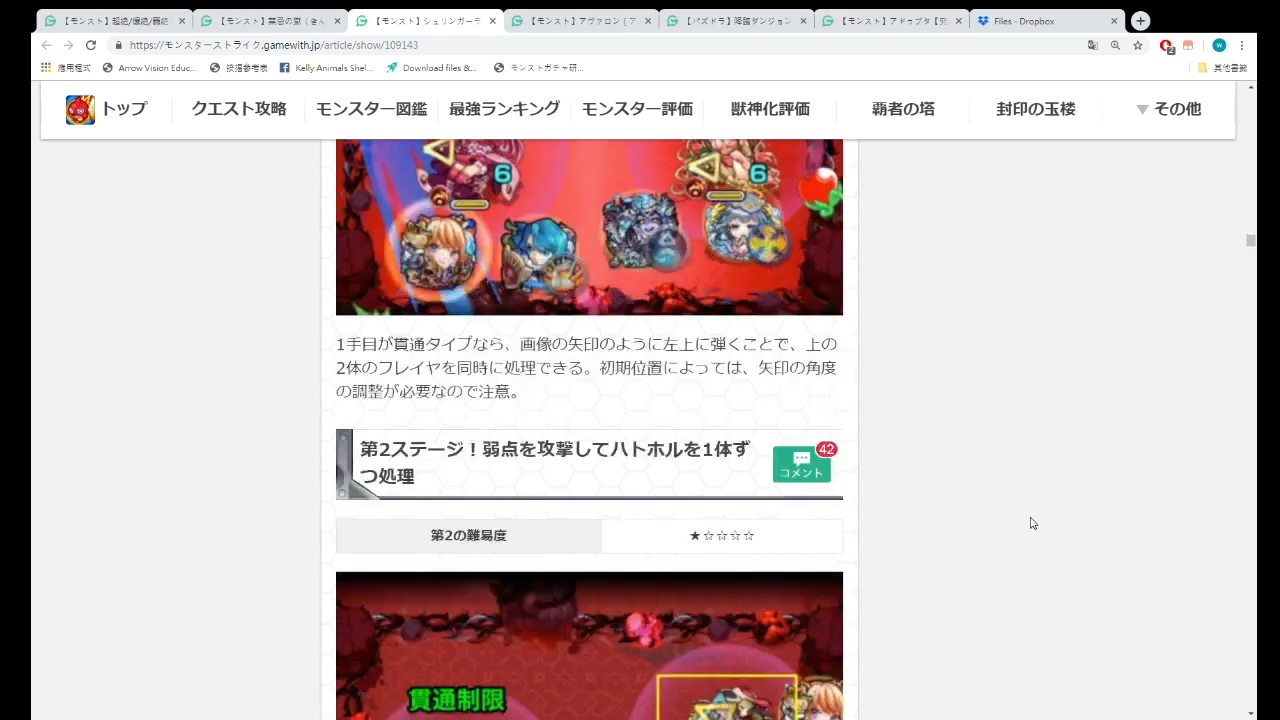 【モンスト】超絶/爆絶/轟絶
【モンスト】禁忌の獄（きん
【モンスト】シュリンガーラ
【モンスト】アヴァロン（ア
【パズドラ】降臨ダンジョン
【モンスト】アドゥブタ【究
Files - Dropbox
https://モンスターストライク.gamewith.jp/article/show/109143
2
w
應用程式
Arrow Vision Educ...
Kelly Animals Shel...
Download files &...
モンストガチャ研...
其他書籤
トップ
クエスト攻略
モンスター図鑑
最強ランキング
モンスター評価
獣神化評価
覇者の塔
封印の玉楼
その他
6
6
1手目が貫通タイプなら、画像の矢印のように左上に弾くことで、上の
2体のフレイヤを同時に処理できる。初期位置によっては、矢印の角度
の調整が必要なので注意。
第2ステージ！弱点を攻撃してハトホルを1体ず
つ処理
42
コメント
第2の難易度
★☆☆☆☆
貫通制限